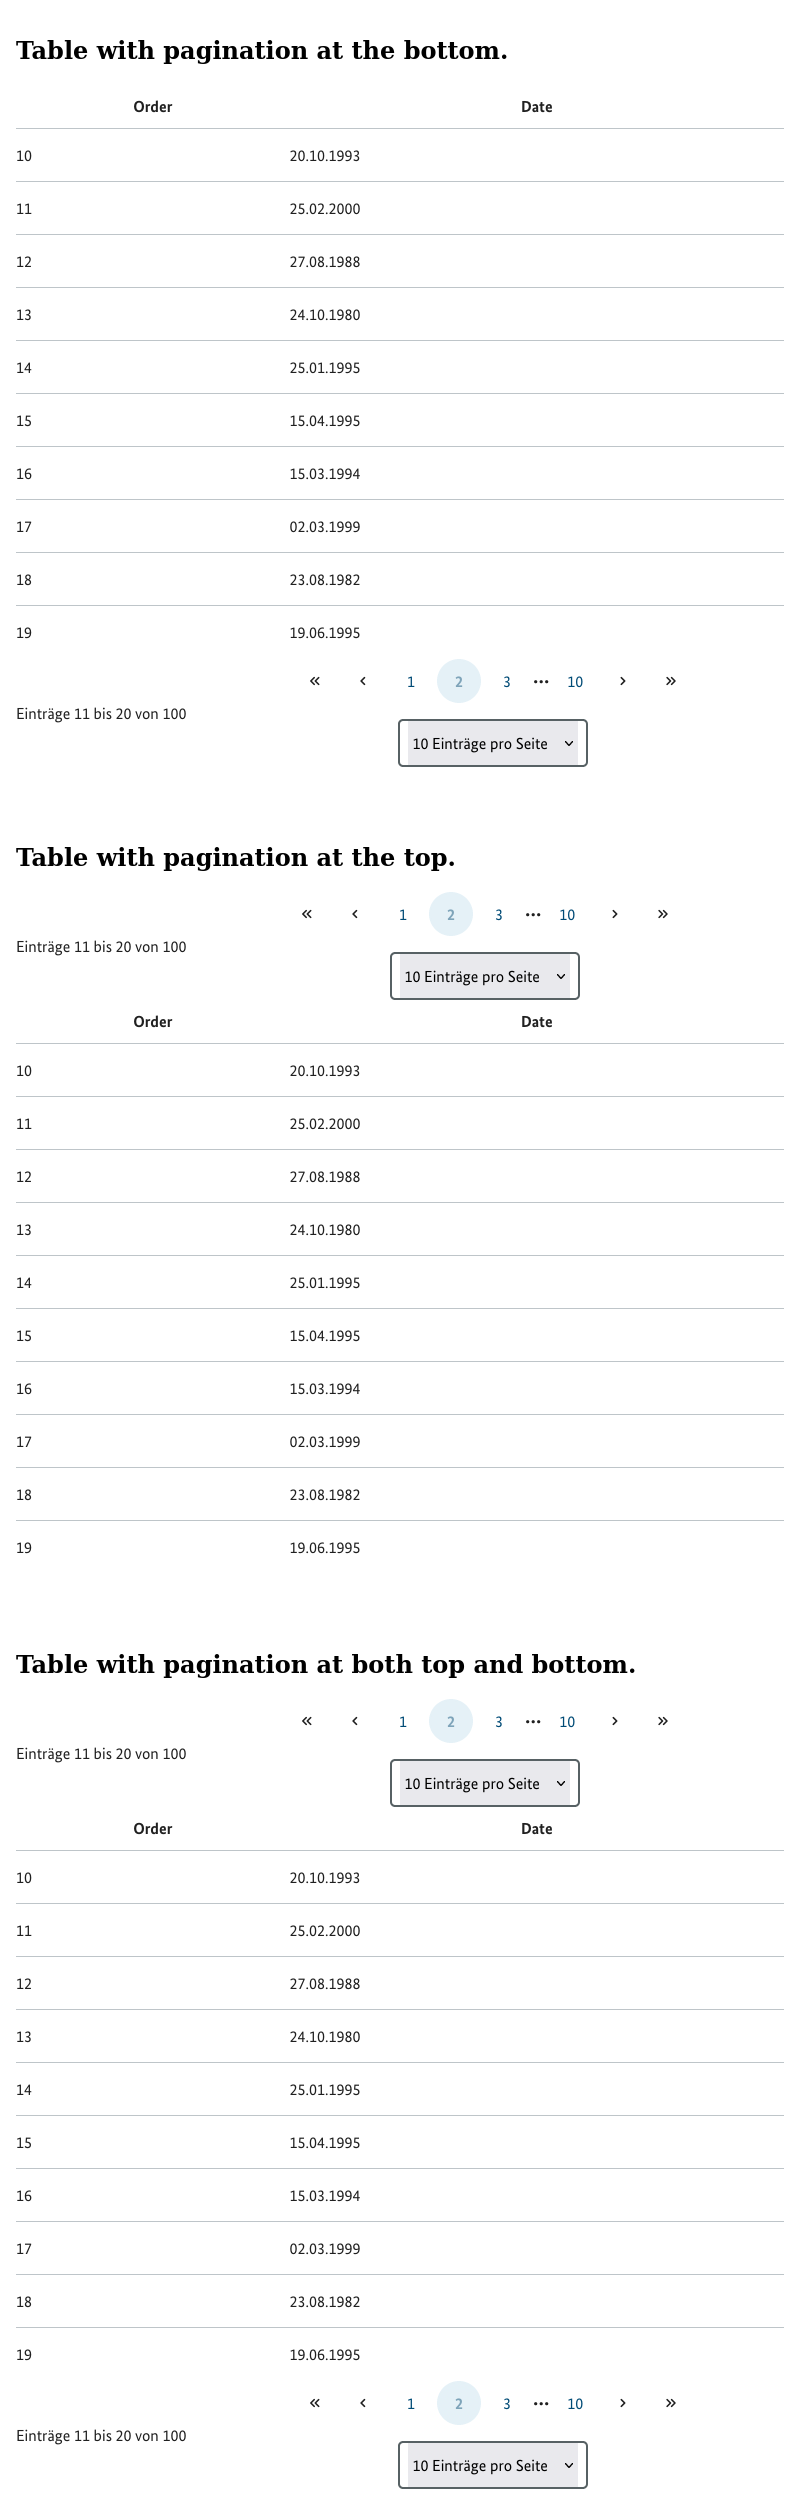 Table with pagination at the bottom.
Order Date
10 20.10.1993
11 25.02.2000
12 27.08.1988
13 24.10.1980
14 25.01.1995
15 15.04.1995
16 15.03.1994
17 02.03.1999
18 23.08.1982
19 19.06.1995
« ‹ 1 2 3 ··· 10 › »
Einträge 11 bis 20 von 100
10 Einträge pro Seite
Table with pagination at the top.
« ‹ 1 2 3 ··· 10 › »
Einträge 11 bis 20 von 100
10 Einträge pro Seite
Order Date
10 20.10.1993
11 25.02.2000
12 27.08.1988
13 24.10.1980
14 25.01.1995
15 15.04.1995
16 15.03.1994
17 02.03.1999
18 23.08.1982
19 19.06.1995
Table with pagination at both top and bottom.
« ‹ 1 2 3 ··· 10 › »
Einträge 11 bis 20 von 100
10 Einträge pro Seite
Order Date
10 20.10.1993
11 25.02.2000
12 27.08.1988
13 24.10.1980
14 25.01.1995
15 15.04.1995
16 15.03.1994
17 02.03.1999
18 23.08.1982
19 19.06.1995
« ‹ 1 2 3 ··· 10 › »
Einträge 11 bis 20 von 100
10 Einträge pro Seite